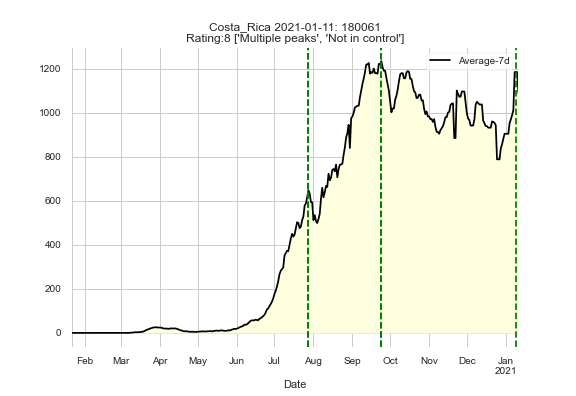 Costa_Rica 2021-01-11: 180061
Rating:8 ['Multiple peaks', 'Not in control']
Average-7d
1200
1000
800
600
400
200
0
Feb Mar Apr May Jun Jul Aug Sep Oct Nov Dec Jan
2021
Date